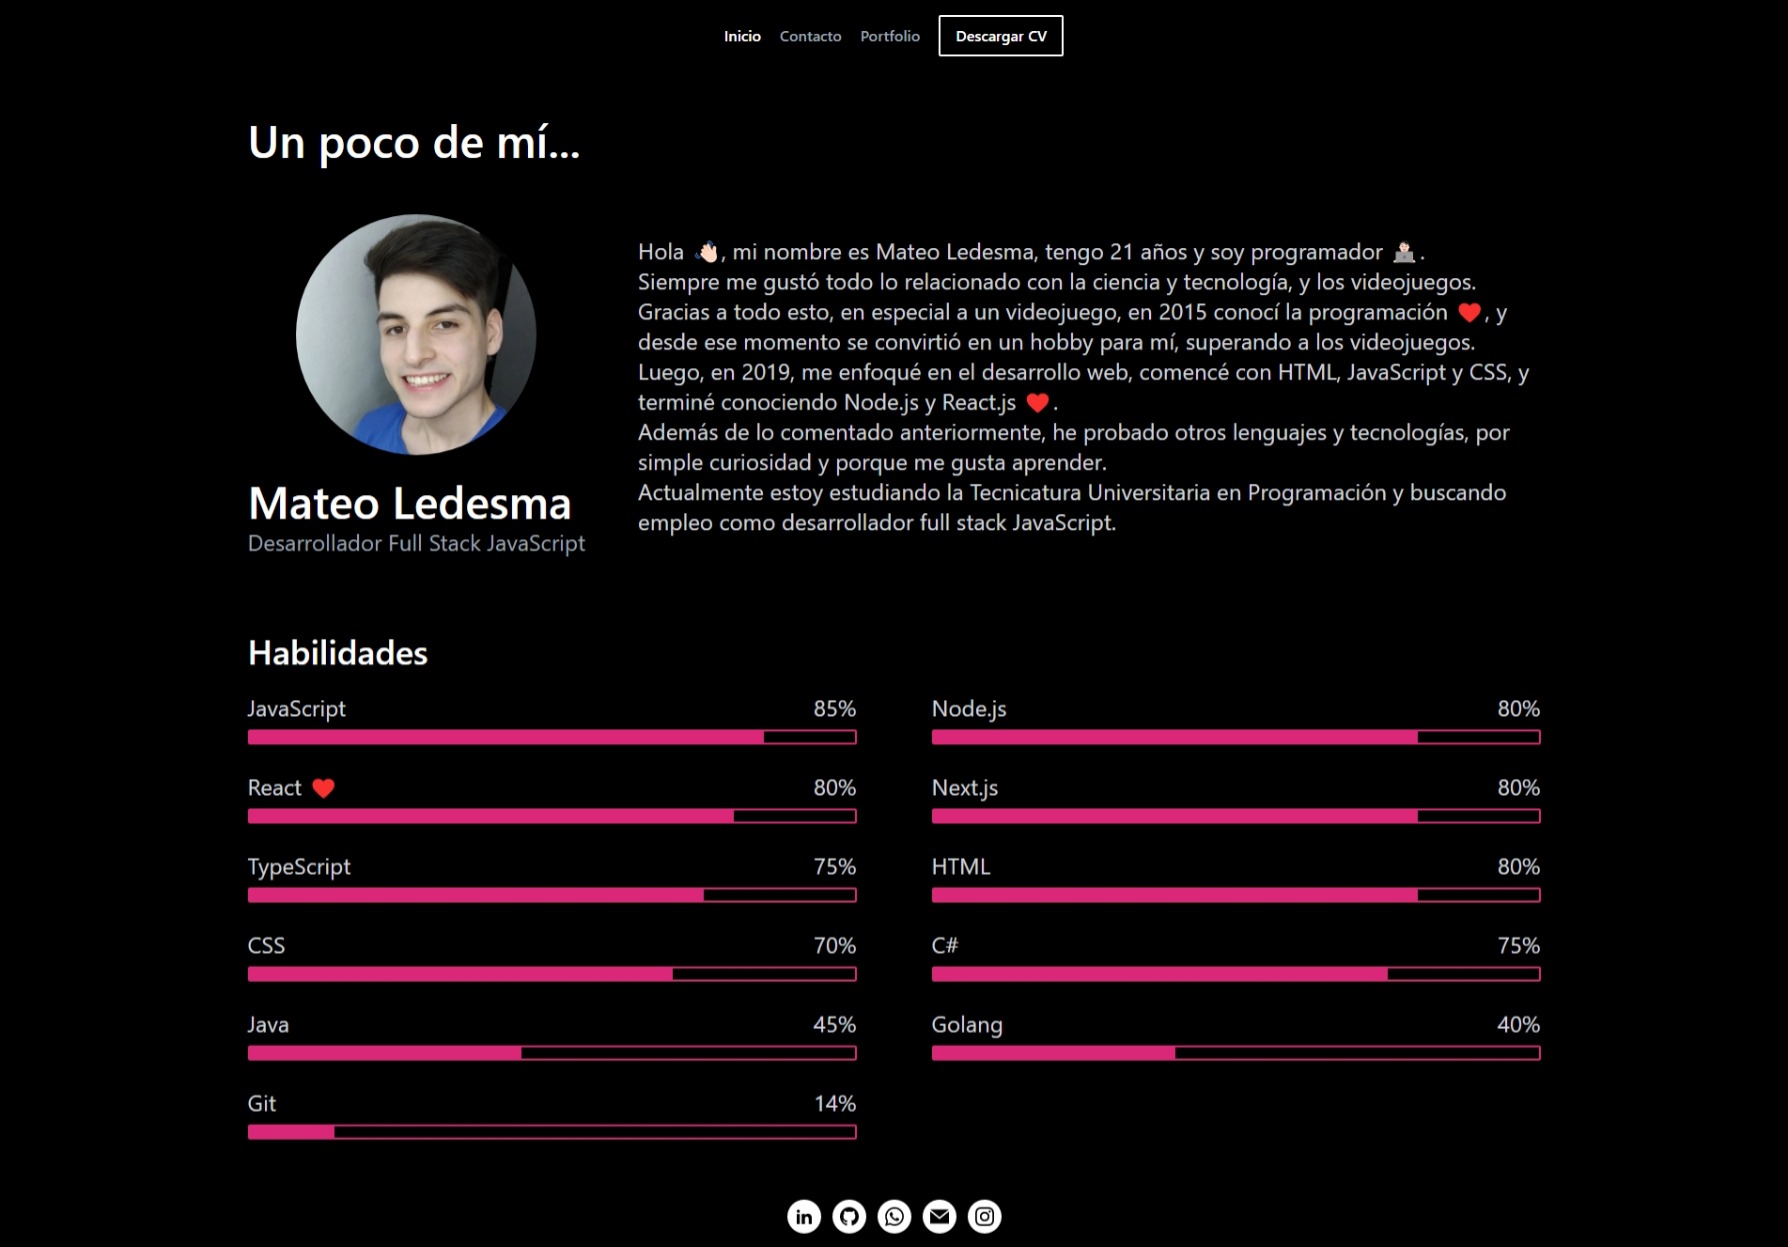 Inicio Contacto Portfolio Descargar CV
Un poco de mí...
Hola 👋🏻, mi nombre es Mateo Ledesma, tengo 21 años y soy programador 👨🏻‍💻.
Siempre me gustó todo lo relacionado con la ciencia y tecnología, y los videojuegos.
Gracias a todo esto, en especial a un videojuego, en 2015 conocí la programación ❤️, y
desde ese momento se convirtió en un hobby para mí, superando a los videojuegos.
Luego, en 2019, me enfoqué en el desarrollo web, comencé con HTML, JavaScript y CSS, y
terminé conociendo Node.js y React.js ❤️.
Además de lo comentado anteriormente, he probado otros lenguajes y tecnologías, por
simple curiosidad y porque me gusta aprender.
Actualmente estoy estudiando la Tecnicatura Universitaria en Programación y buscando
empleo como desarrollador full stack JavaScript.
Mateo Ledesma
Desarrollador Full Stack JavaScript
Habilidades
JavaScript 85%
Node.js 80%
React ❤️ 80%
Next.js 80%
TypeScript 75%
HTML 80%
CSS 70%
C# 75%
Java 45%
Golang 40%
Git 14%
in